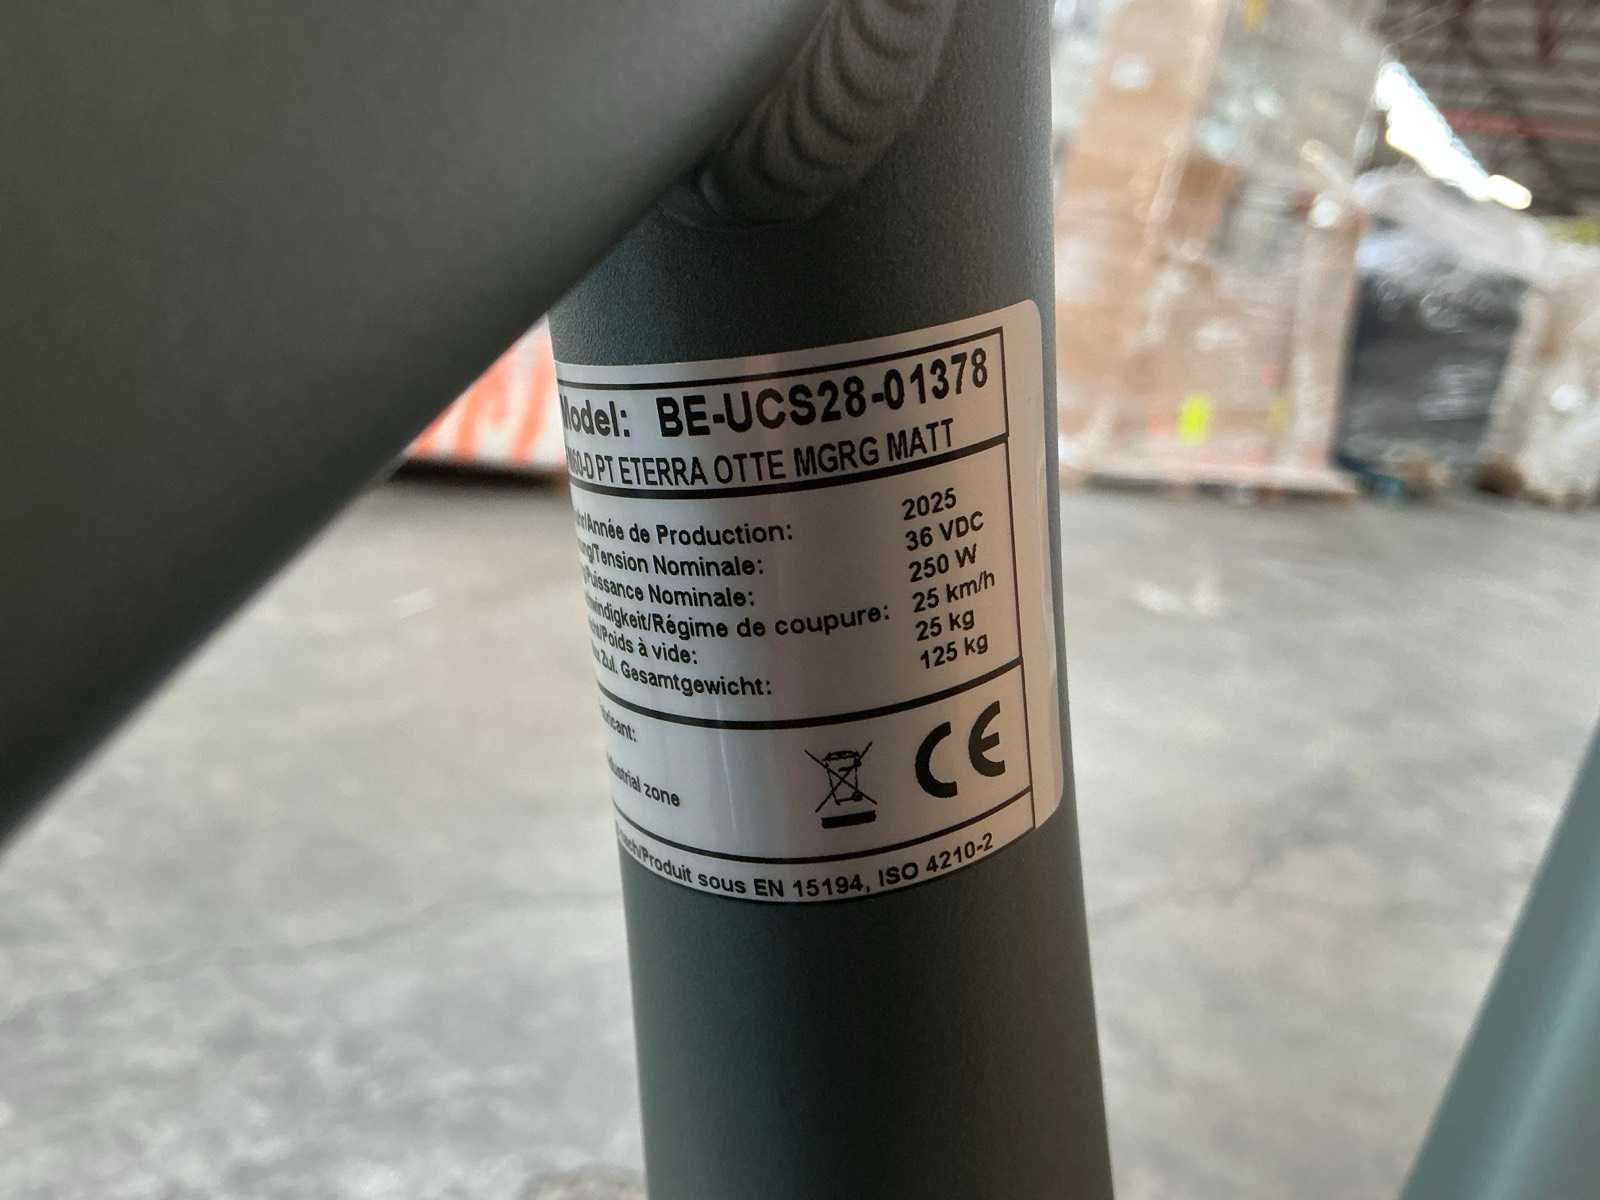 Model: BE-UCS28-01378
PT ETERRA OTTE MGRG MATT
/Année de Production: 2025
/Tension Nominale: 36 VDC
/Puissance Nominale: 250 W
/Régime de coupure: 25 km/h
/Poids à vide: 25 kg
Zul. Gesamtgewicht: 125 kg
zone
CE
/Produit sous EN 15194, ISO 4210-2